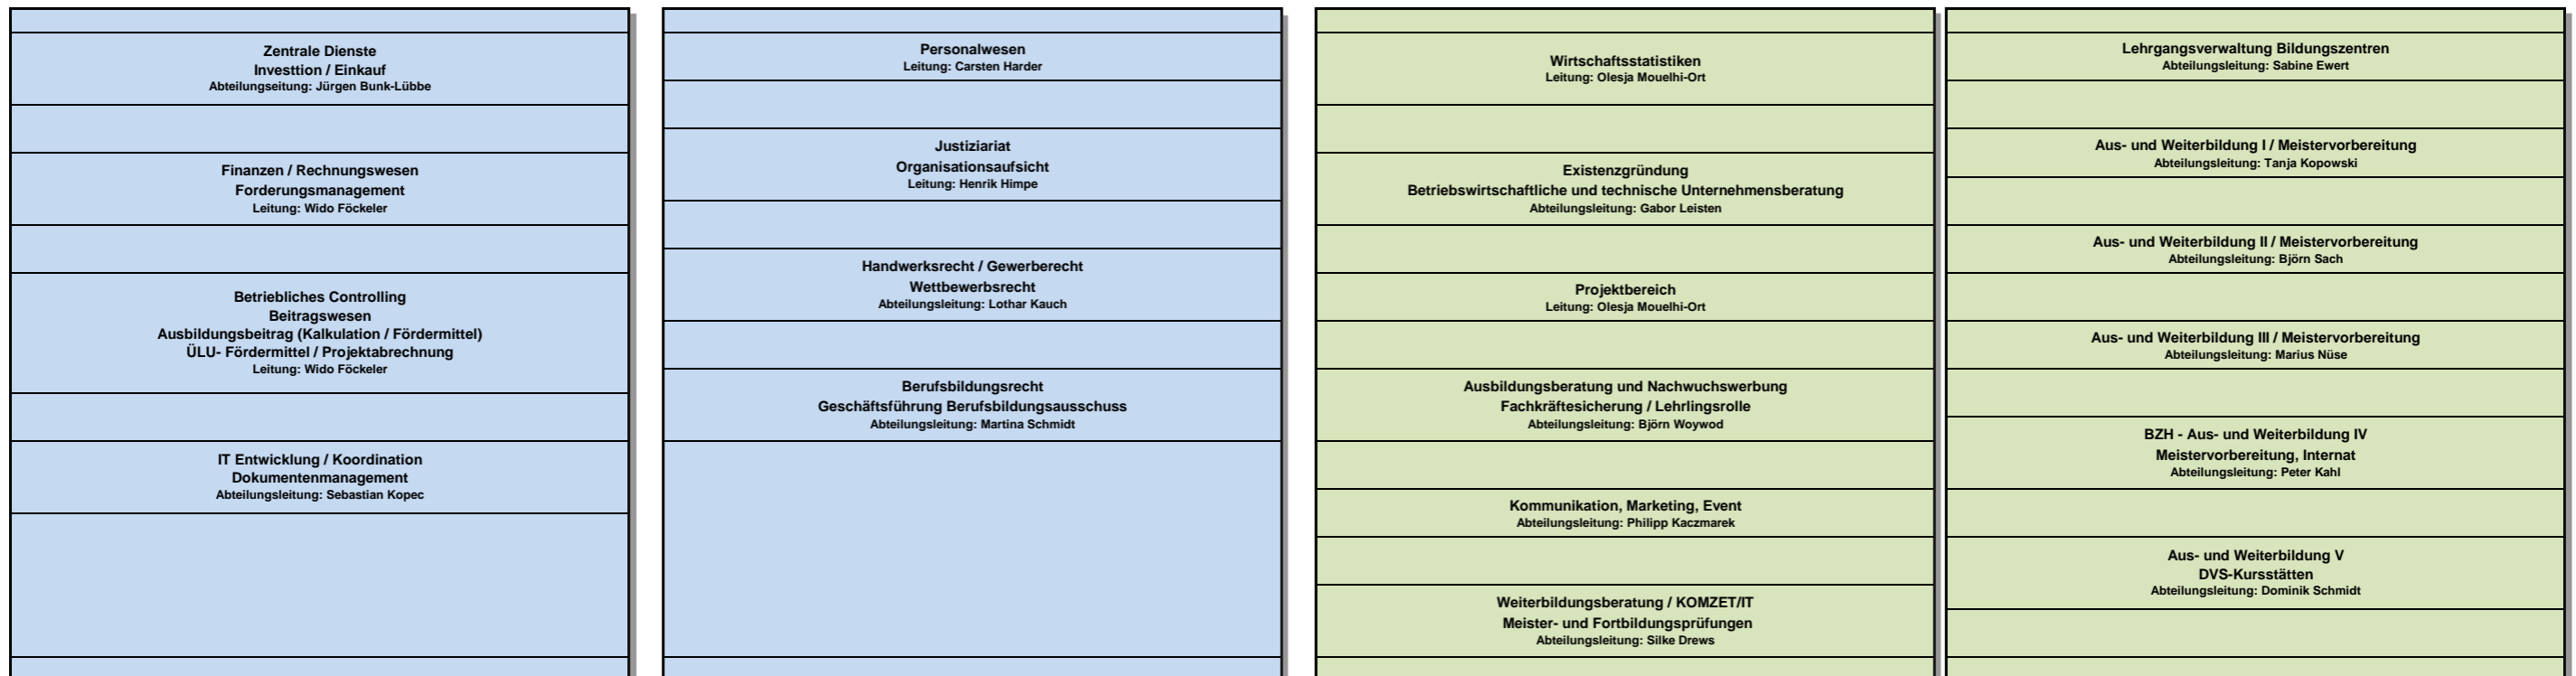 Zentrale Dienste
Investtion / Einkauf
Abteilungseitung: Jürgen Bunk-Lübbe
Finanzen / Rechnungswesen
Forderungsmanagement
Leitung: Wido Föckeler
Betriebliches Controlling
Beitragswesen
Ausbildungsbeitrag (Kalkulation / Fördermittel)
ÜLU- Fördermittel / Projektabrechnung
Leitung: Wido Föckeler
IT Entwicklung / Koordination
Dokumentenmanagement
Abteilungsleitung: Sebastian Kopec
Personalwesen
Leitung: Carsten Harder
Justiziariat
Organisationsaufsicht
Leitung: Henrik Himpe
Handwerksrecht / Gewerberecht
Wettbewerbsrecht
Abteilungsleitung: Lothar Kauch
Berufsbildungsrecht
Geschäftsführung Berufsbildungsausschuss
Abteilungsleitung: Martina Schmidt
Wirtschaftsstatistiken
Leitung: Olesja Mouelhi-Ort
Existenzgründung
Betriebswirtschaftliche und technische Unternehmensberatung
Abteilungsleitung: Gabor Leisten
Projektbereich
Leitung: Olesja Mouelhi-Ort
Ausbildungsberatung und Nachwuchswerbung
Fachkräftesicherung / Lehrlingsrolle
Abteilungsleitung: Björn Woywod
Kommunikation, Marketing, Event
Abteilungsleitung: Philipp Kaczmarek
Weiterbildungsberatung / KOMZET/IT
Meister- und Fortbildungsprüfungen
Abteilungsleitung: Silke Drews
Lehrgangsverwaltung Bildungszentren
Abteilungsleitung: Sabine Ewert
Aus- und Weiterbildung I / Meistervorbereitung
Abteilungsleitung: Tanja Kopowski
Aus- und Weiterbildung II / Meistervorbereitung
Abteilungsleitung: Björn Sach
Aus- und Weiterbildung III / Meistervorbereitung
Abteilungsleitung: Marius Nüse
BZH - Aus- und Weiterbildung IV
Meistervorbereitung, Internat
Abteilungsleitung: Peter Kahl
Aus- und Weiterbildung V
DVS-Kursstätten
Abteilungsleitung: Dominik Schmidt